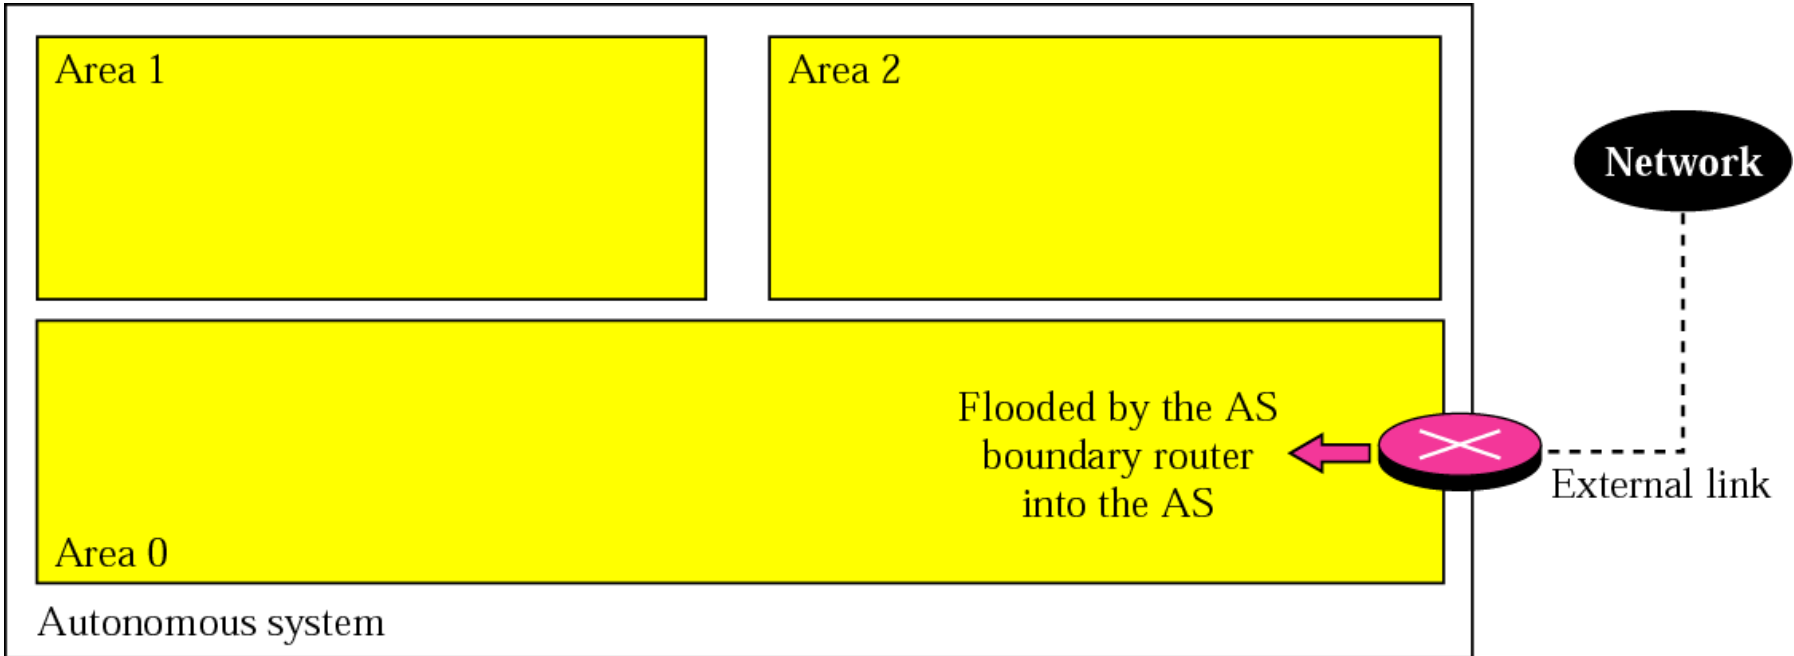 Area 1
Area 2
Network
Flooded by the AS
boundary router
into the AS
External link
Area 0
Autonomous system